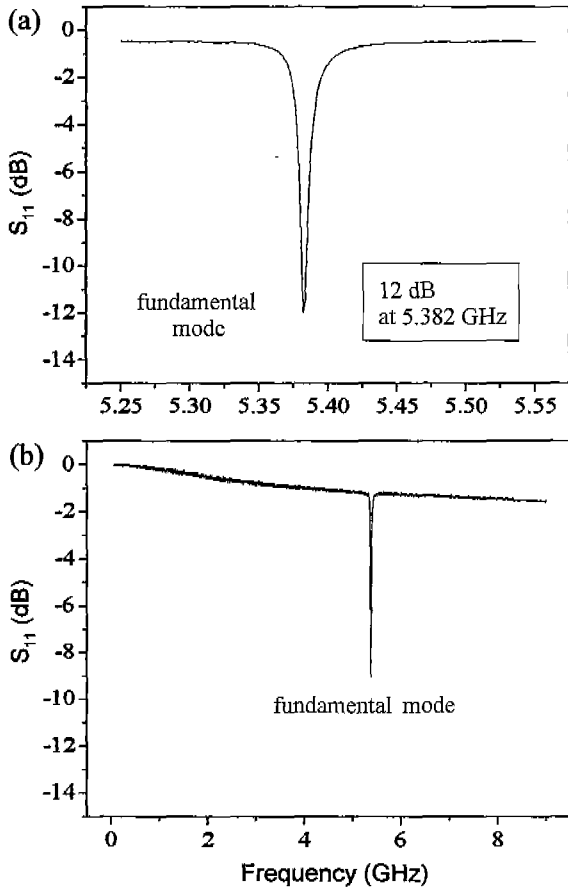 (a)
0
-2
-4
-6
-8
-10
-12
-14
S11 (dB)
fundamental
mode
12 dB
at 5.382 GHz
5.25 5.30 5.35 5.40 5.45 5.50 5.55
(b)
0
-2
-4
-6
-8
-10
-12
-14
S11 (dB)
fundamental mode
0 2 4 6 8
Frequency (GHz)